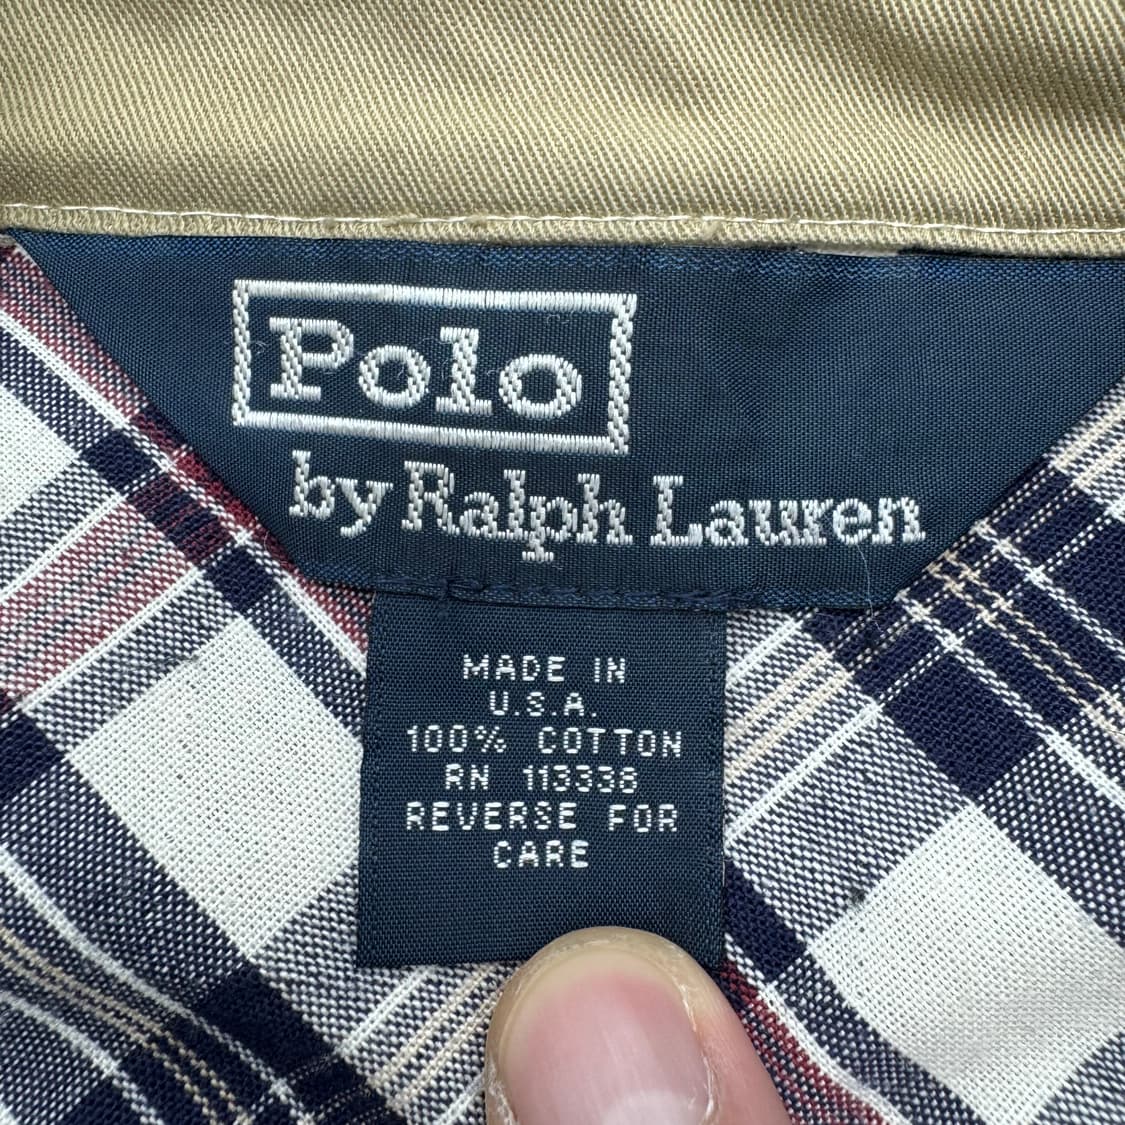 Polo
by Ralph Lauren
MADE IN
U.S.A.
100% COTTON
RN 113338
REVERSE FOR
CARE